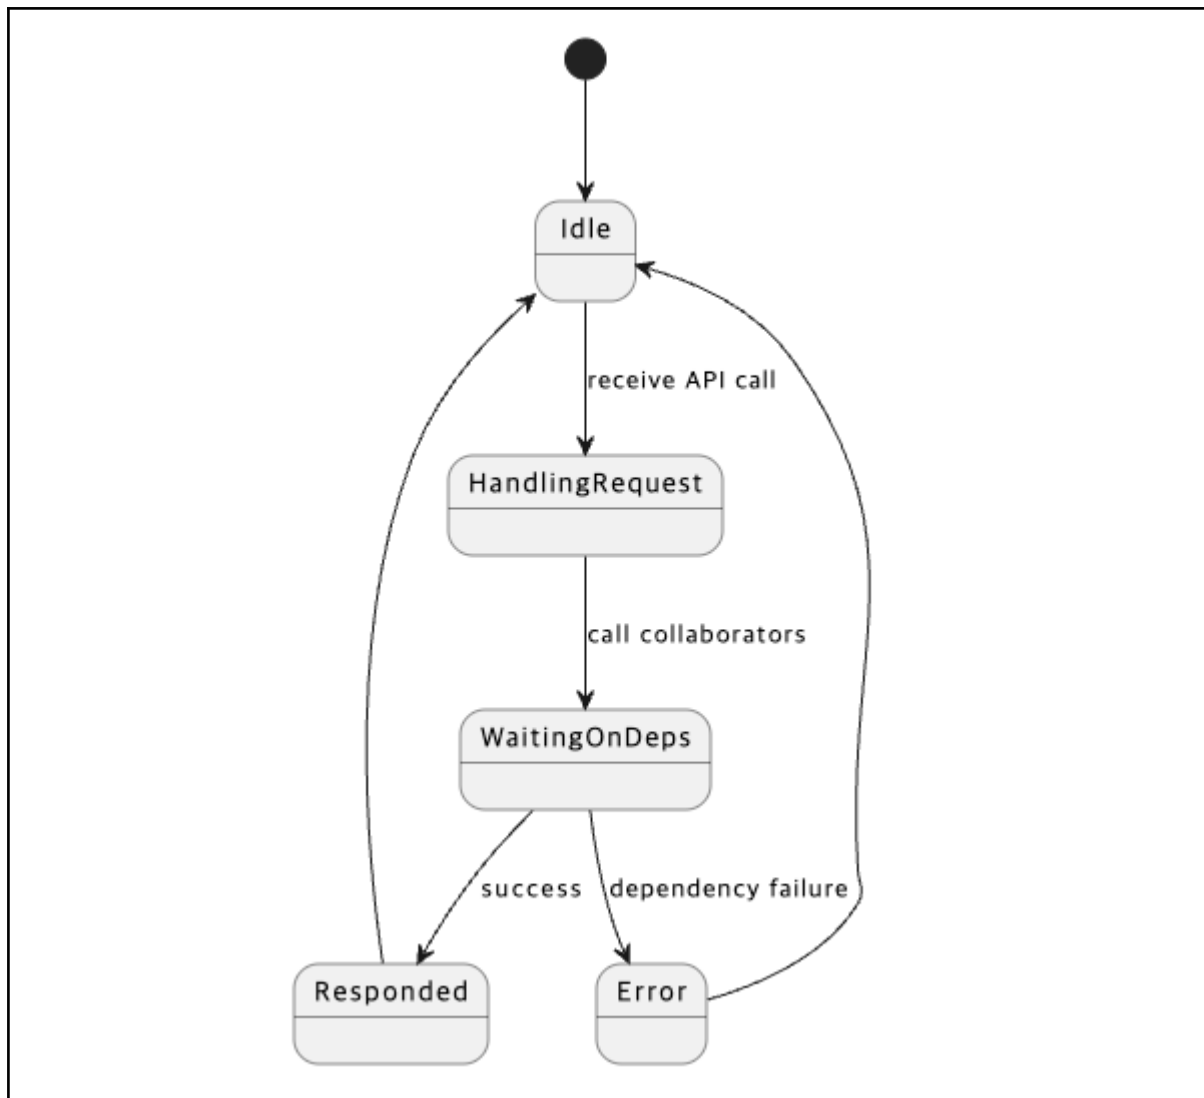 Idle
receive API call
HandlingRequest
call collaborators
WaitingOnDeps
success
dependency failure
Responded
Error